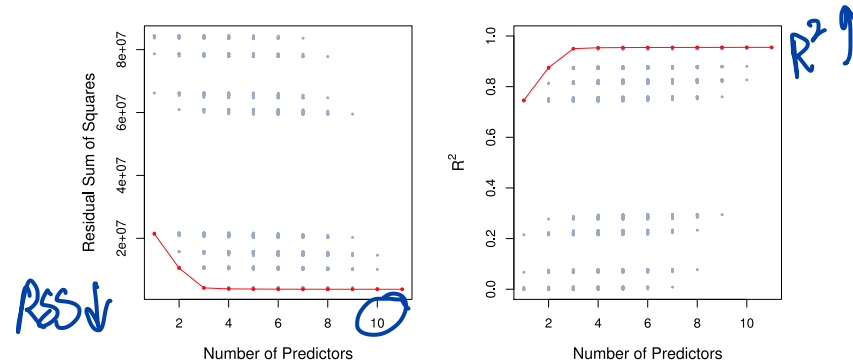 Residual Sum of Squares
8e+07
6e+07
4e+07
2e+07
2 4 6 8 10
Number of Predictors
RSS↓
R²
1.0
0.8
0.6
0.4
0.2
0.0
2 4 6 8 10
Number of Predictors
R² ↑